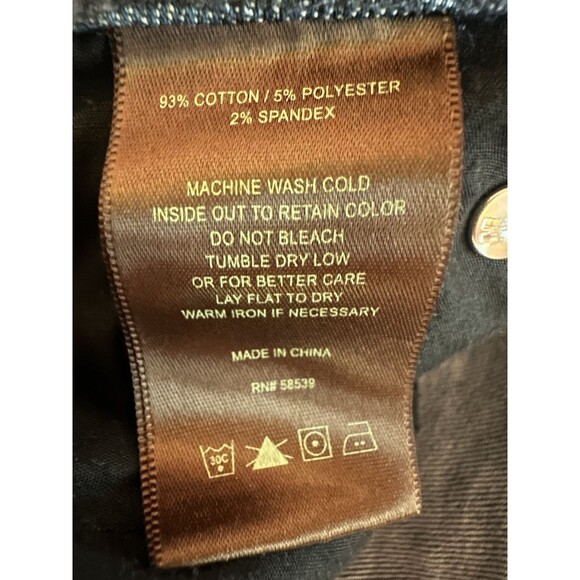 93% COTTON / 5% POLYESTER
2% SPANDEX
MACHINE WASH COLD
INSIDE OUT TO RETAIN COLOR
DO NOT BLEACH
TUMBLE DRY LOW
OR FOR BETTER CARE
LAY FLAT TO DRY
WARM IRON IF NECESSARY
MADE IN CHINA
RN# 58539
30C